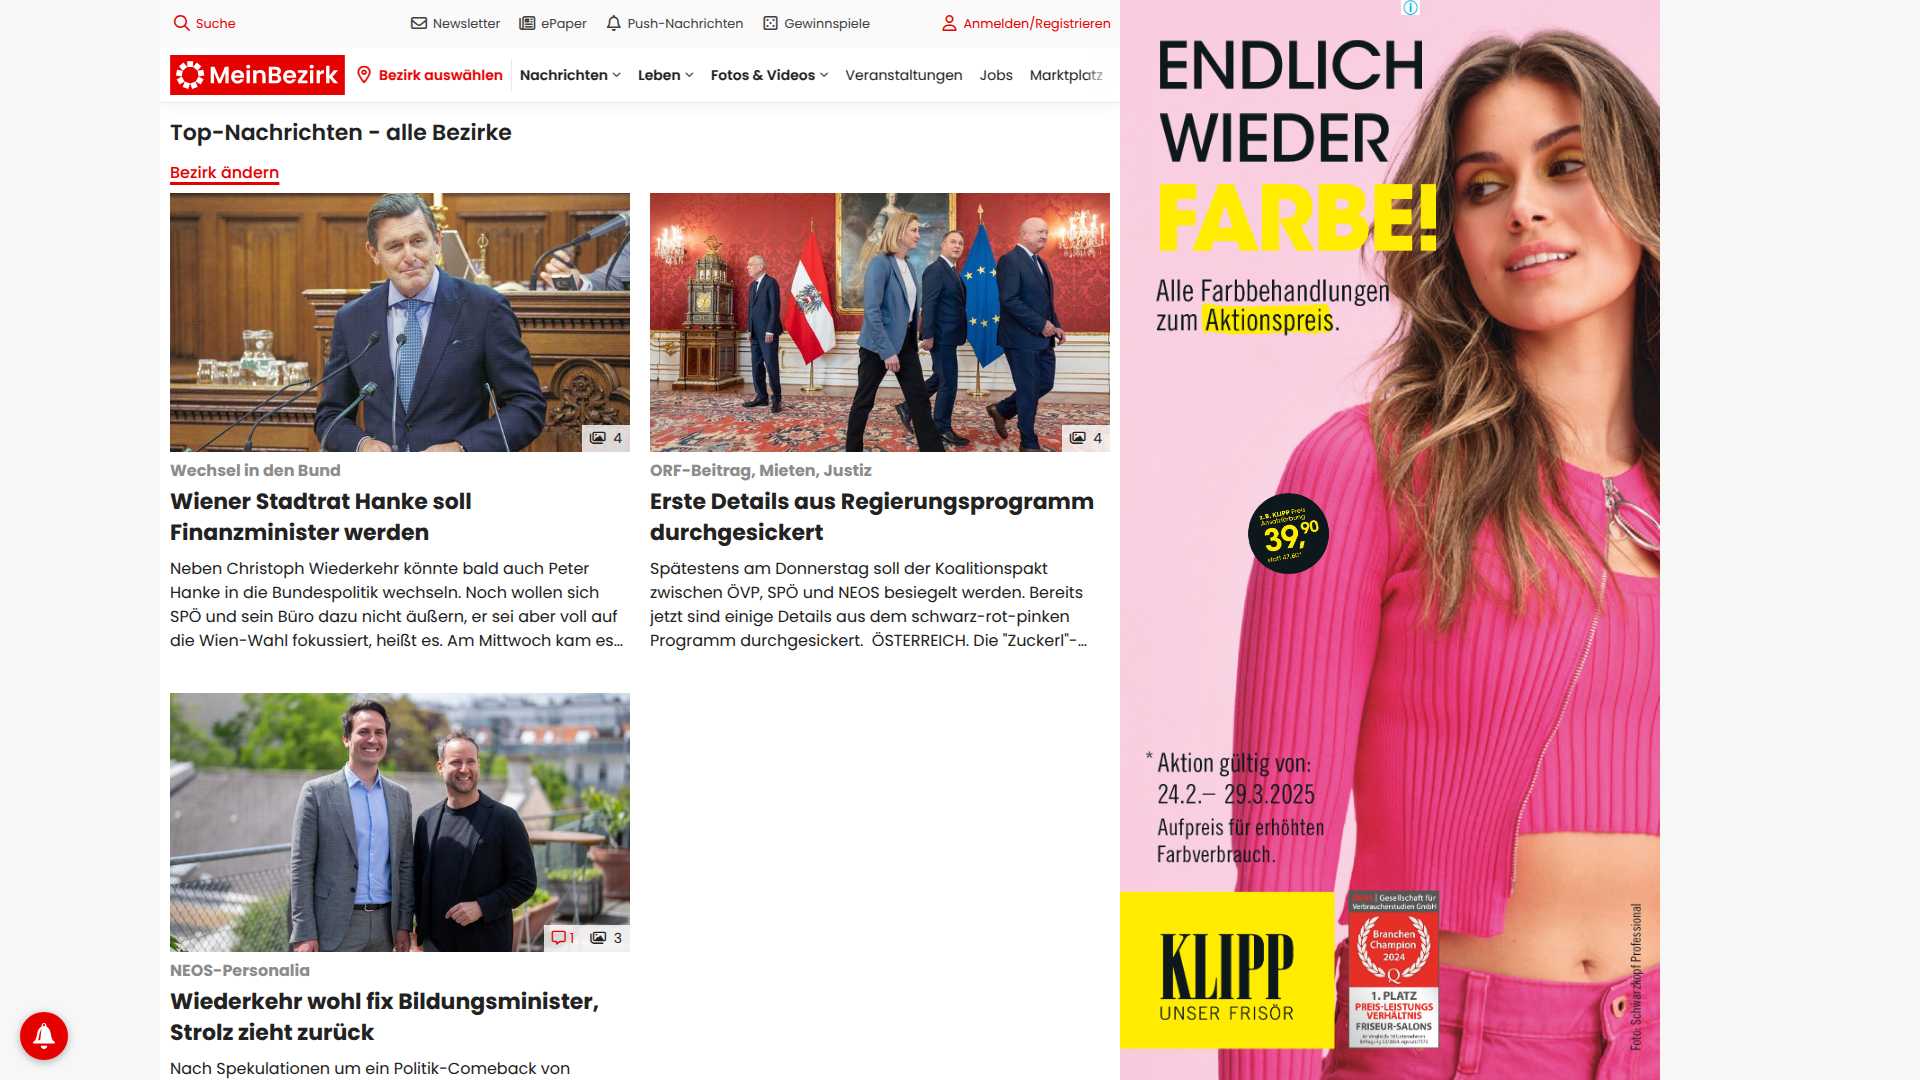 Suche
Newsletter
ePaper
Push-Nachrichten
Gewinnspiele
Anmelden/Registrieren
MeinBezirk
Bezirk auswählen
Nachrichten
Leben
Fotos & Videos
Veranstaltungen
Jobs
Marktplatz
Top-Nachrichten - alle Bezirke
Bezirk ändern
4
Wechsel in den Bund
Wiener Stadtrat Hanke soll
Finanzminister werden
Neben Christoph Wiederkehr könnte bald auch Peter
Hanke in die Bundespolitik wechseln. Noch wollen sich
SPÖ und sein Büro dazu nicht äußern, er sei aber voll auf
die Wien-Wahl fokussiert, heißt es. Am Mittwoch kam es...
4
ORF-Beitrag, Mieten, Justiz
Erste Details aus Regierungsprogramm
durchgesickert
Spätestens am Donnerstag soll der Koalitionspakt
zwischen ÖVP, SPÖ und NEOS besiegelt werden. Bereits
jetzt sind einige Details aus dem schwarz-rot-pinken
Programm durchgesickert. ÖSTERREICH. Die "Zuckerl"-...
1
3
NEOS-Personalia
Wiederkehr wohl fix Bildungsminister,
Strolz zieht zurück
Nach Spekulationen um ein Politik-Comeback von
ENDLICH
WIEDER
FARBE!
Alle Farbbehandlungen
zum Aktionspreis.
z.B. KLIPP Preis
Ansatzfärbung
39,90
statt 47,60*
* Aktion gültig von:
24.2.– 29.3.2025
Aufpreis für erhöhten
Farbverbrauch.
KLIPP
UNSER FRISÖR
Gesellschaft für
Verbraucherstudien GmbH
Branchen
Champion
2024
1. PLATZ
PREIS-LEISTUNGS
VERHÄLTNIS
FRISEUR-SALONS
Foto: Schwarzkopf Professional